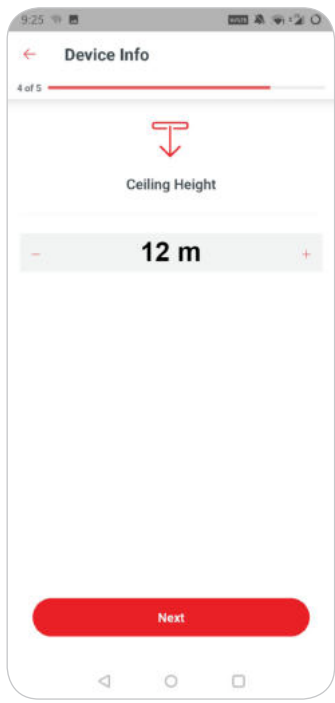 9:25
Device Info
4 of 5
Ceiling Height
− 12 m +
Next